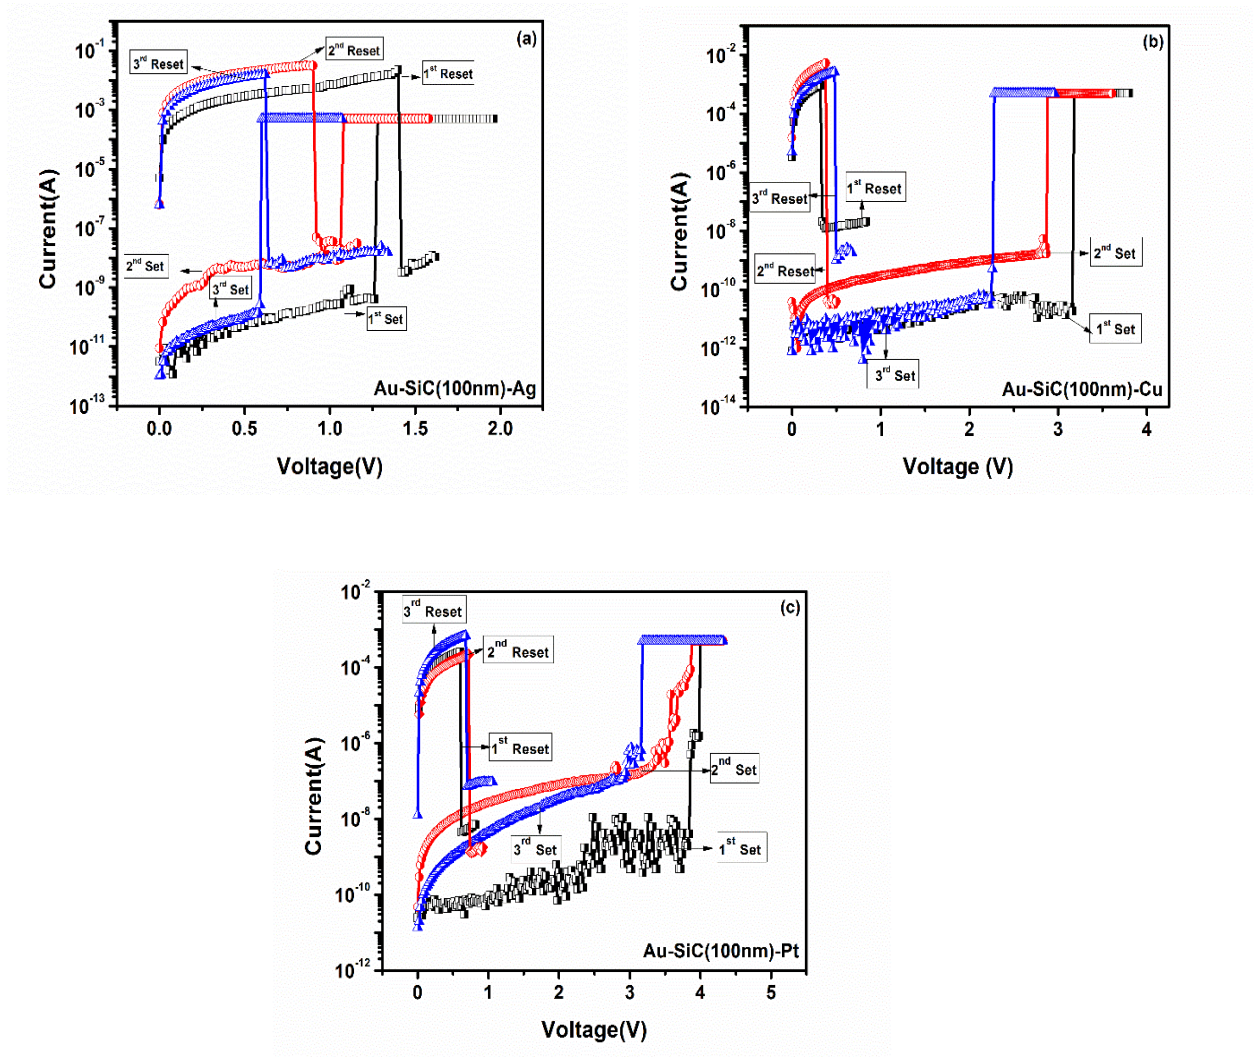 (a)
10^-1
10^-3
10^-5
10^-7
10^-9
10^-11
10^-13
Current(A)
3rd Reset
2nd Reset
1st Reset
2nd Set
3rd Set
1st Set
Au-SiC(100nm)-Ag
0.0 0.5 1.0 1.5 2.0
Voltage(V)
(b)
10^-2
10^-4
10^-6
10^-8
10^-10
10^-12
10^-14
Current(A)
3rd Reset
1st Reset
2nd Reset
2nd Set
1st Set
3rd Set
Au-SiC(100nm)-Cu
0 1 2 3 4
Voltage (V)
(c)
10^-2
10^-4
10^-6
10^-8
10^-10
10^-12
Current(A)
3rd Reset
2nd Reset
1st Reset
2nd Set
3rd Set
1st Set
Au-SiC(100nm)-Pt
0 1 2 3 4 5
Voltage(V)